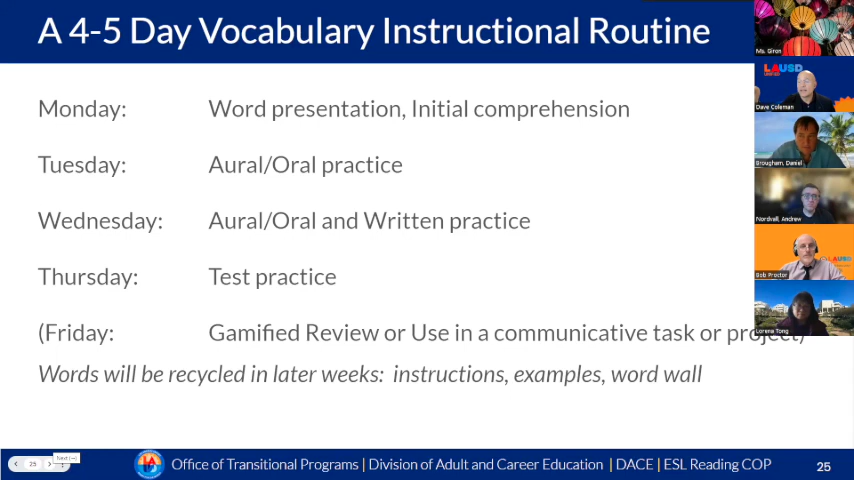 A 4-5 Day Vocabulary Instructional Routine
Ms. Giron
LAUSD
UNIFIED
Dave Coleman
Monday: Word presentation, Initial comprehension
Brougham, Daniel
Tuesday: Aural/Oral practice
Wednesday: Aural/Oral and Written practice
Nordvall, Andrew
Thursday: Test practice
LAUSD
Bob Proctor
(Friday: Gamified Review or Use in a communicative task or project)
Lorena Tong
Words will be recycled in later weeks: instructions, examples, word wall
Next (→)
25
Office of Transitional Programs | Division of Adult and Career Education | DACE | ESL Reading COP
25